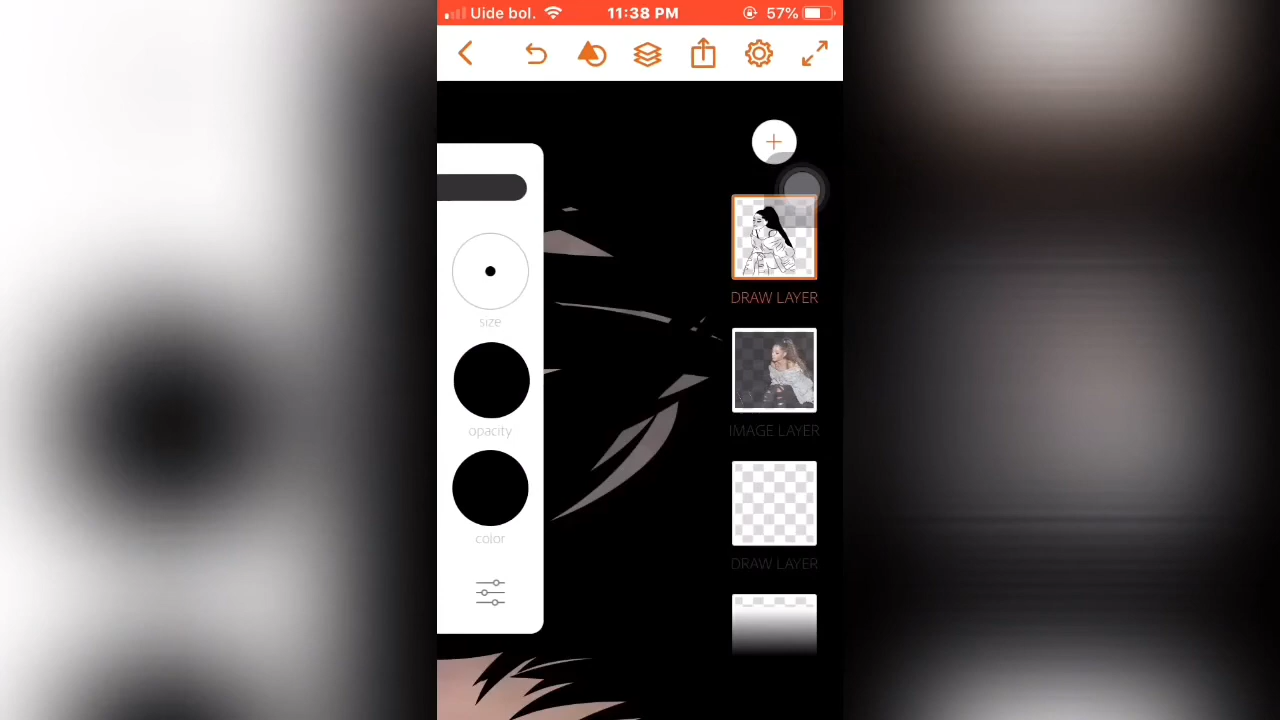 Uide bol.
11:38 PM
57%
size
opacity
color
DRAW LAYER
IMAGE LAYER
DRAW LAYER